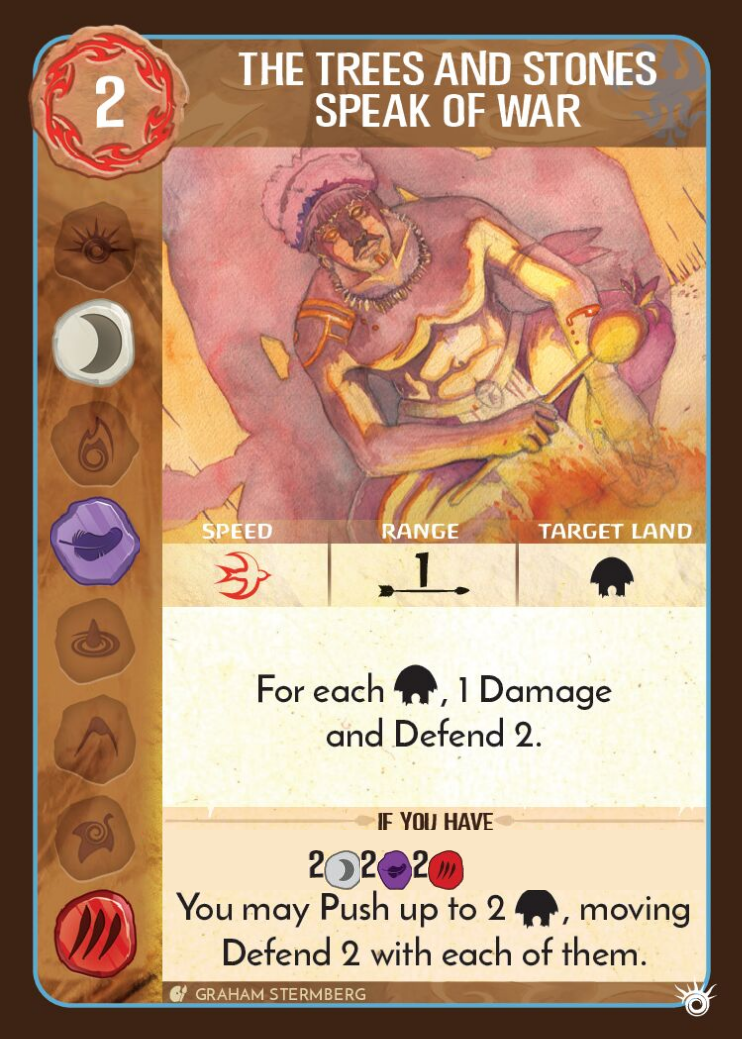 2
THE TREES AND STONES
SPEAK OF WAR
SPEED RANGE TARGET LAND
1
For each , 1 Damage
and Defend 2.
IF YOU HAVE
2 2 2
You may Push up to 2 , moving
Defend 2 with each of them.
GRAHAM STERMBERG